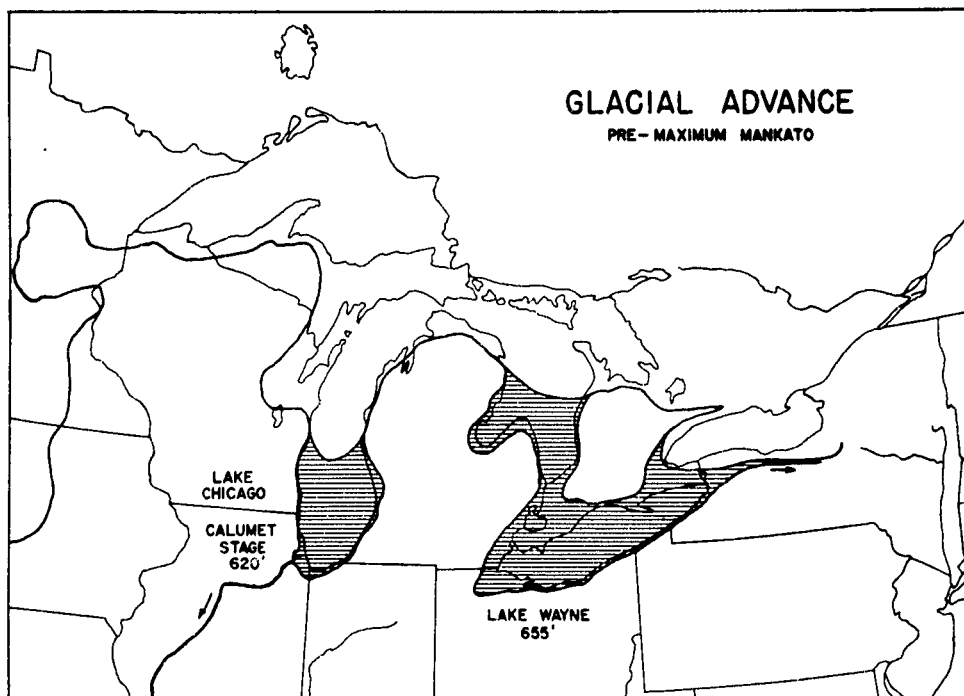 GLACIAL ADVANCE
PRE-MAXIMUM MANKATO
LAKE
CHICAGO
CALUMET
STAGE
620'
LAKE WAYNE
655'